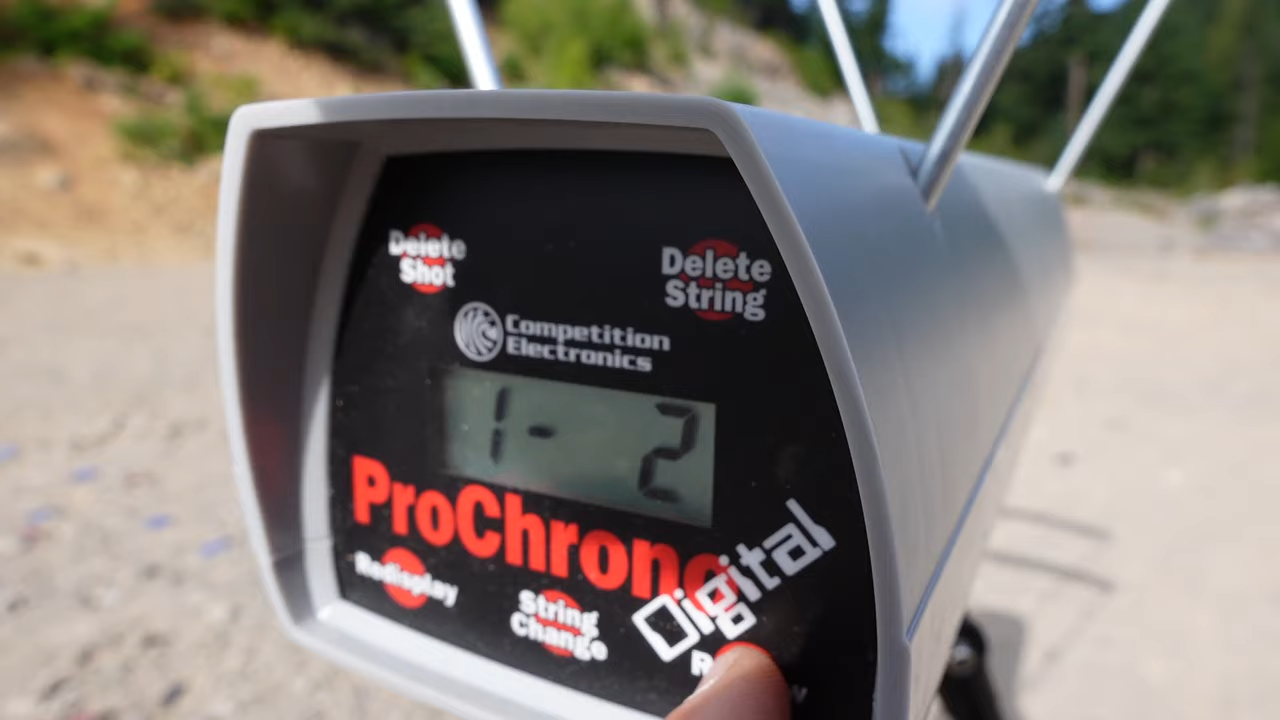 Delete
Shot
Delete
String
Competition
Electronics
1- 2
ProChrono
Digital
Redisplay
String
Change